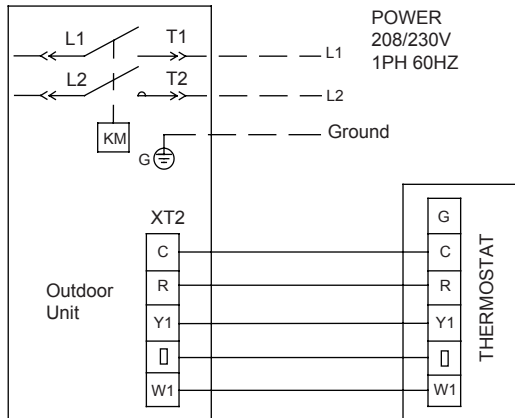 POWER
208/230V
1PH 60HZ
L1 T1
L1
L2 T2
L2
KM
G
Ground
XT2
G
C C
R R
Outdoor
Unit
Y1 Y1
W1 W1
THERMOSTAT